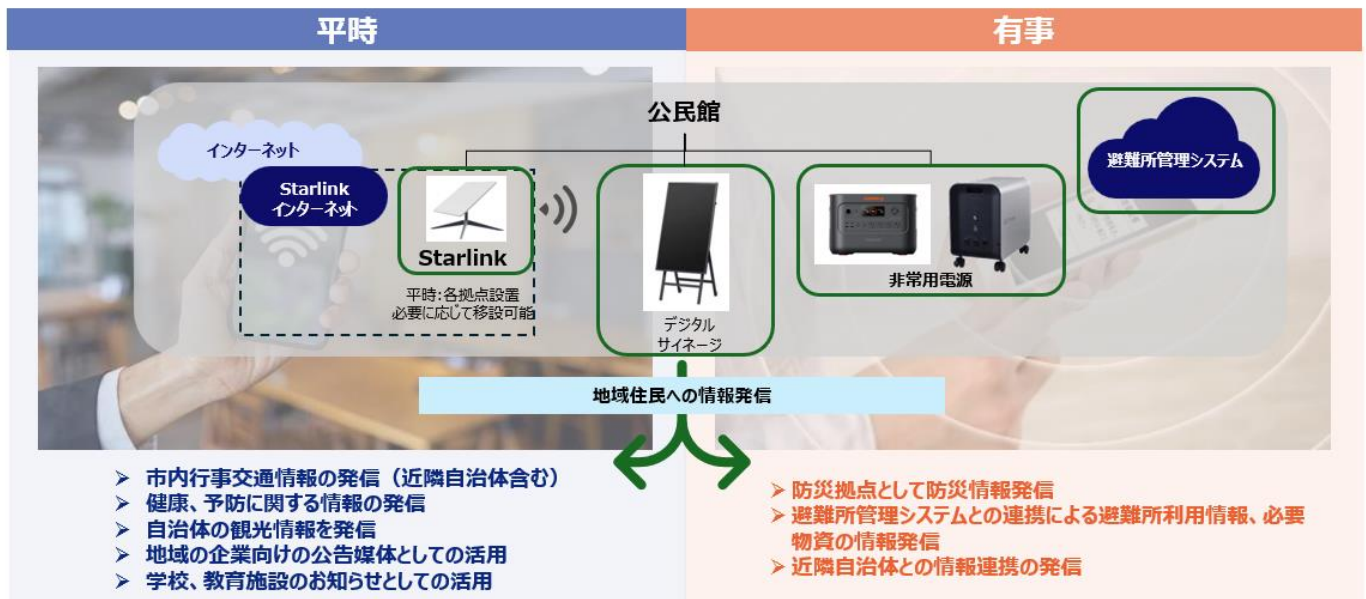 平時
有事
公民館
インターネット
Starlink
インターネット
Starlink
平時:各拠点設置
必要に応じて移設可能
デジタル
サイネージ
非常用電源
避難所管理システム
地域住民への情報発信
➢ 市内行事交通情報の発信（近隣自治体含む）
➢ 健康、予防に関する情報の発信
➢ 自治体の観光情報を発信
➢ 地域の企業向けの公告媒体としての活用
➢ 学校、教育施設のお知らせとしての活用
➢ 防災拠点として防災情報発信
➢ 避難所管理システムとの連携による避難所利用情報、必要
物資の情報発信
➢ 近隣自治体との情報連携の発信